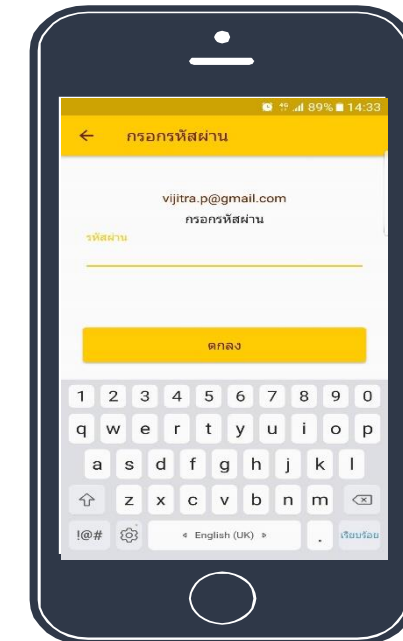 89% 14:33
← กรอกรหัสผ่าน
vijitra.p@gmail.com
กรอกรหัสผ่าน
รหัสผ่าน
ตกลง
1 2 3 4 5 6 7 8 9 0
q w e r t y u i o p
a s d f g h j k l
z x c v b n m
!@# English (UK) . เรียบร้อย